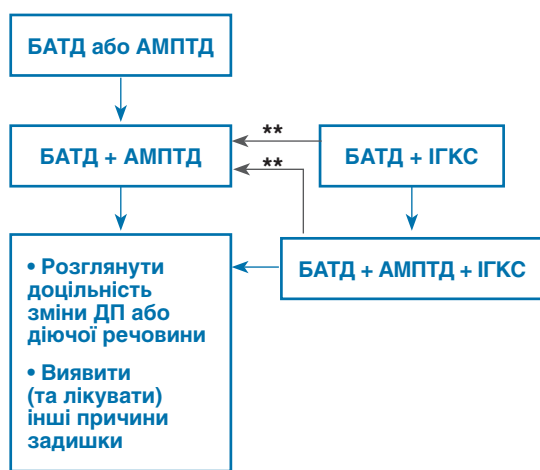 БАТД або АМПТД
**
БАТД + АМПТД
**
БАТД + ІГКС
• Розглянути
доцільність
зміни ДП або
діючої речовини
• Виявити
(та лікувати)
інші причини
задишки
БАТД + АМПТД + ІГКС